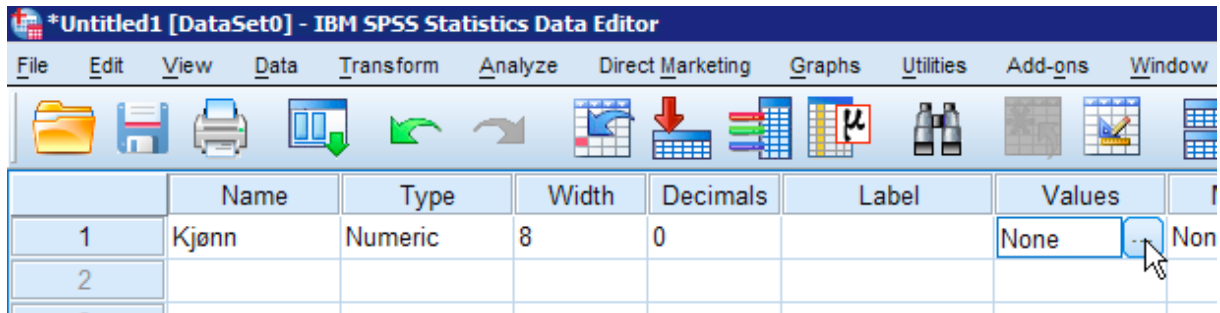 *Untitled1 [DataSet0] - IBM SPSS Statistics Data Editor
File Edit View Data Transform Analyze Direct Marketing Graphs Utilities Add-ons Window
μ
Name Type Width Decimals Label Values
1 Kjønn Numeric 8 0 None ... Non
2